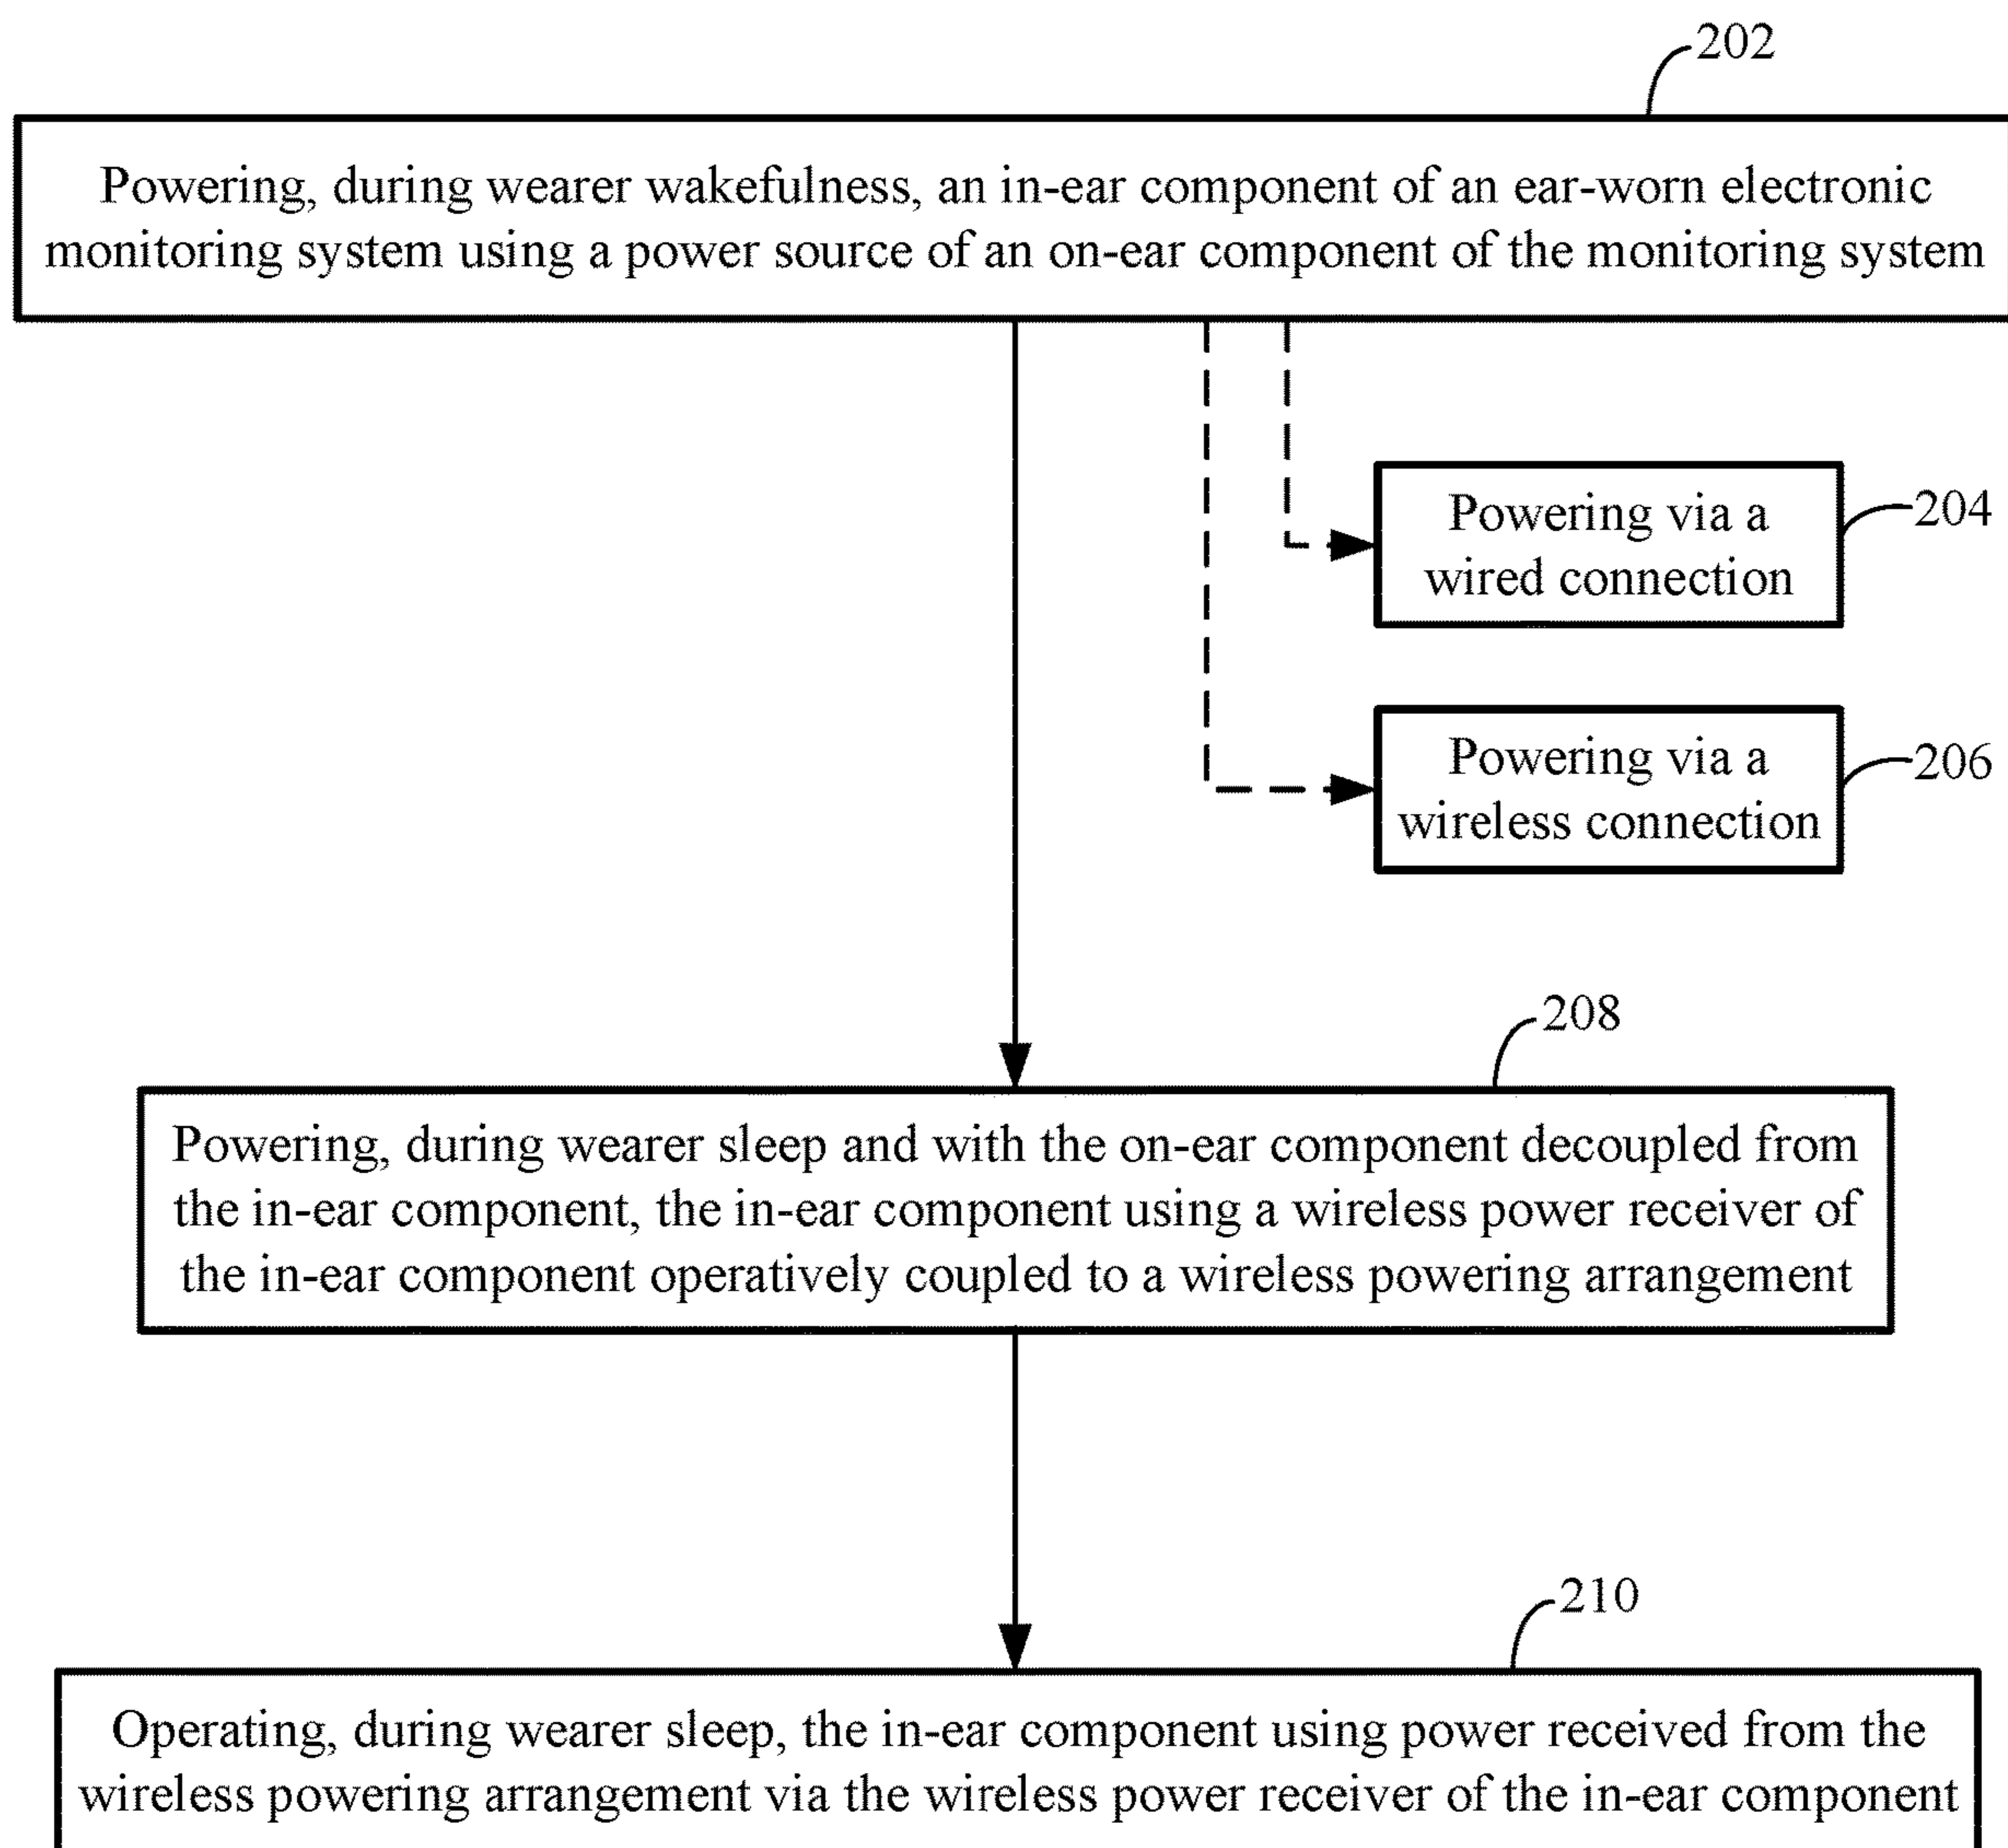 202
Powering, during wearer wakefulness, an in-ear component of an ear-worn electronic
monitoring system using a power source of an on-ear component of the monitoring system
Powering via a
wired connection
204
Powering via a
wireless connection
206
208
Powering, during wearer sleep and with the on-ear component decoupled from
the in-ear component, the in-ear component using a wireless power receiver of
the in-ear component operatively coupled to a wireless powering arrangement
210
Operating, during wearer sleep, the in-ear component using power received from the
wireless powering arrangement via the wireless power receiver of the in-ear component